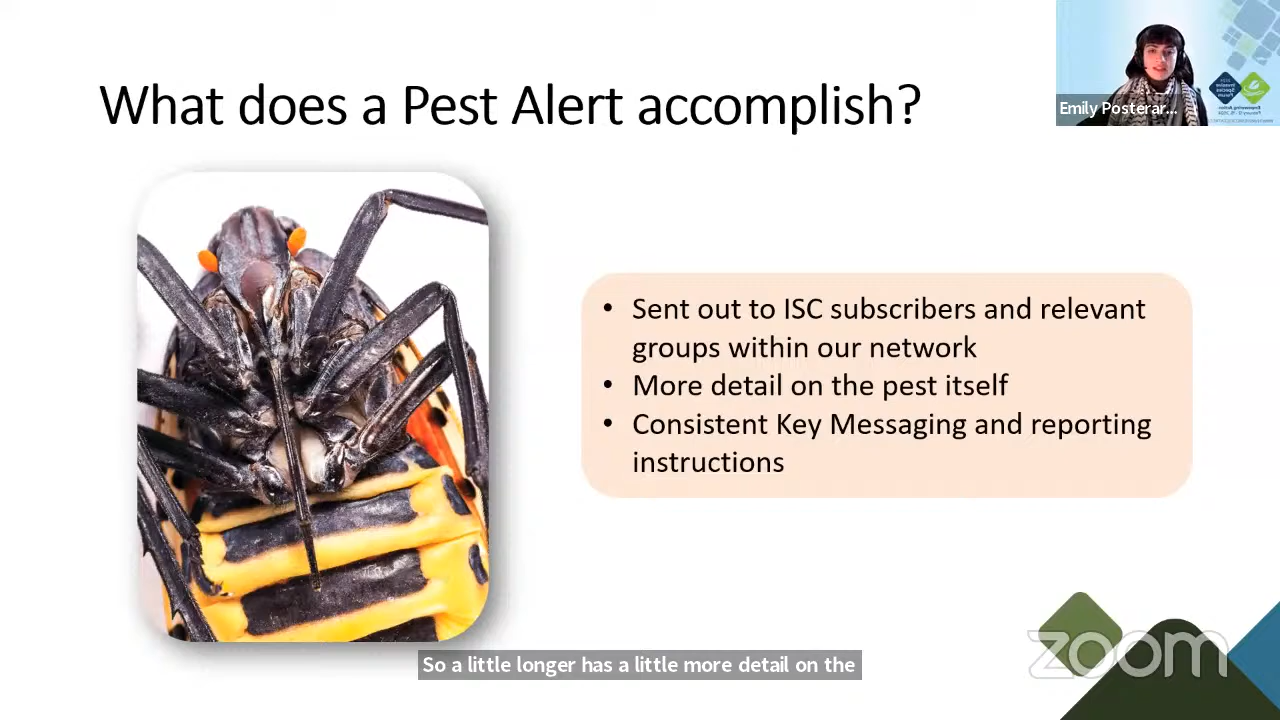 What does a Pest Alert accomplish?
Emily Posterar...
• Sent out to ISC subscribers and relevant
groups within our network
• More detail on the pest itself
• Consistent Key Messaging and reporting
instructions
zoom
So a little longer has a little more detail on the